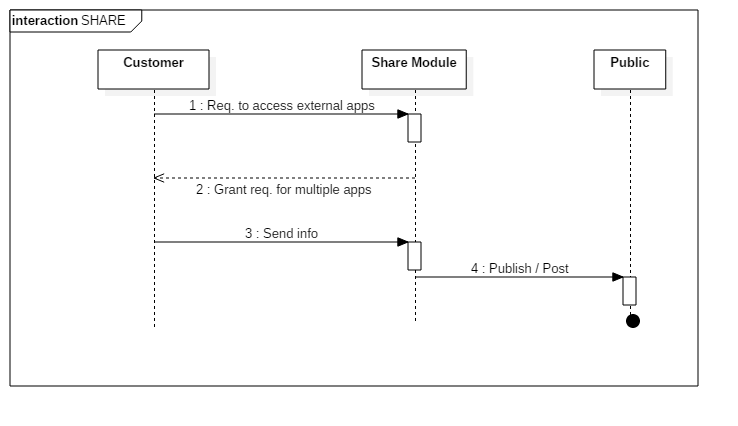 interaction SHARE
Customer
Share Module
Public
1 : Req. to access external apps
2 : Grant req. for multiple apps
3 : Send info
4 : Publish / Post